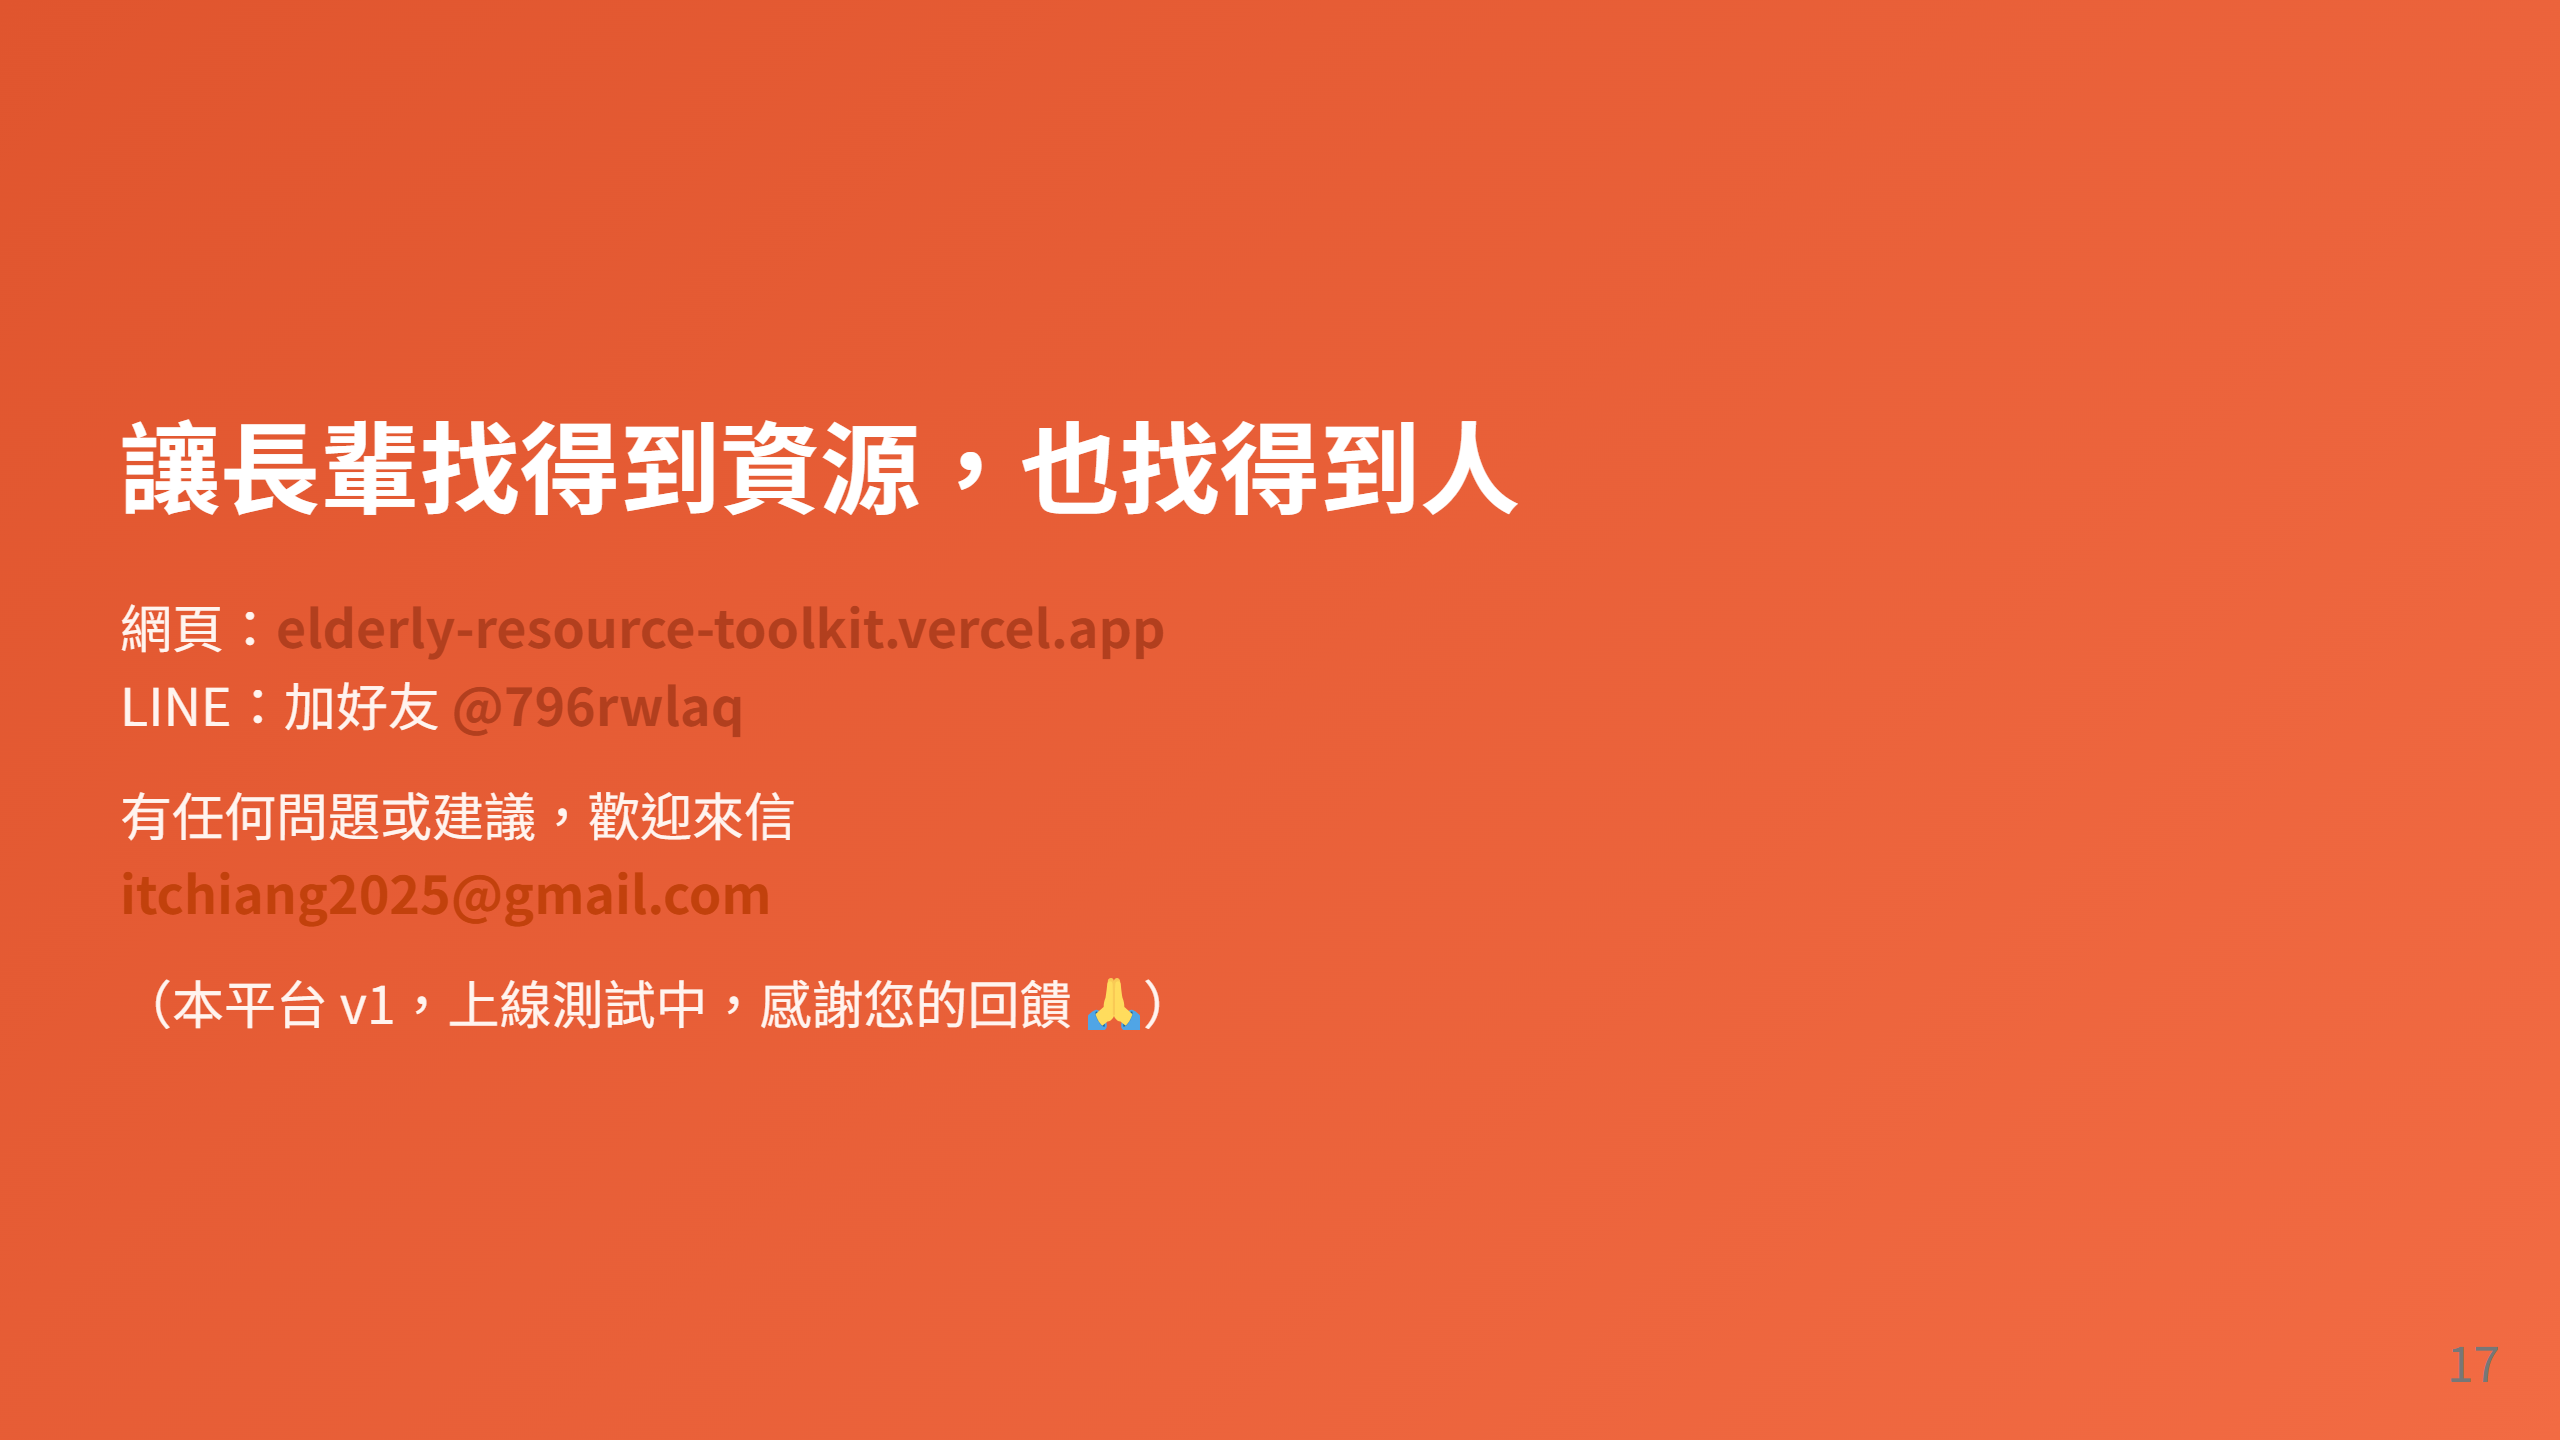 讓長輩找得到資源，也找得到人
網頁：elderly-resource-toolkit.vercel.app
LINE：加好友 @796rwlaq
有任何問題或建議，歡迎來信
itchiang2025@gmail.com
（本平台 v1，上線測試中，感謝您的回饋 🙏）
17